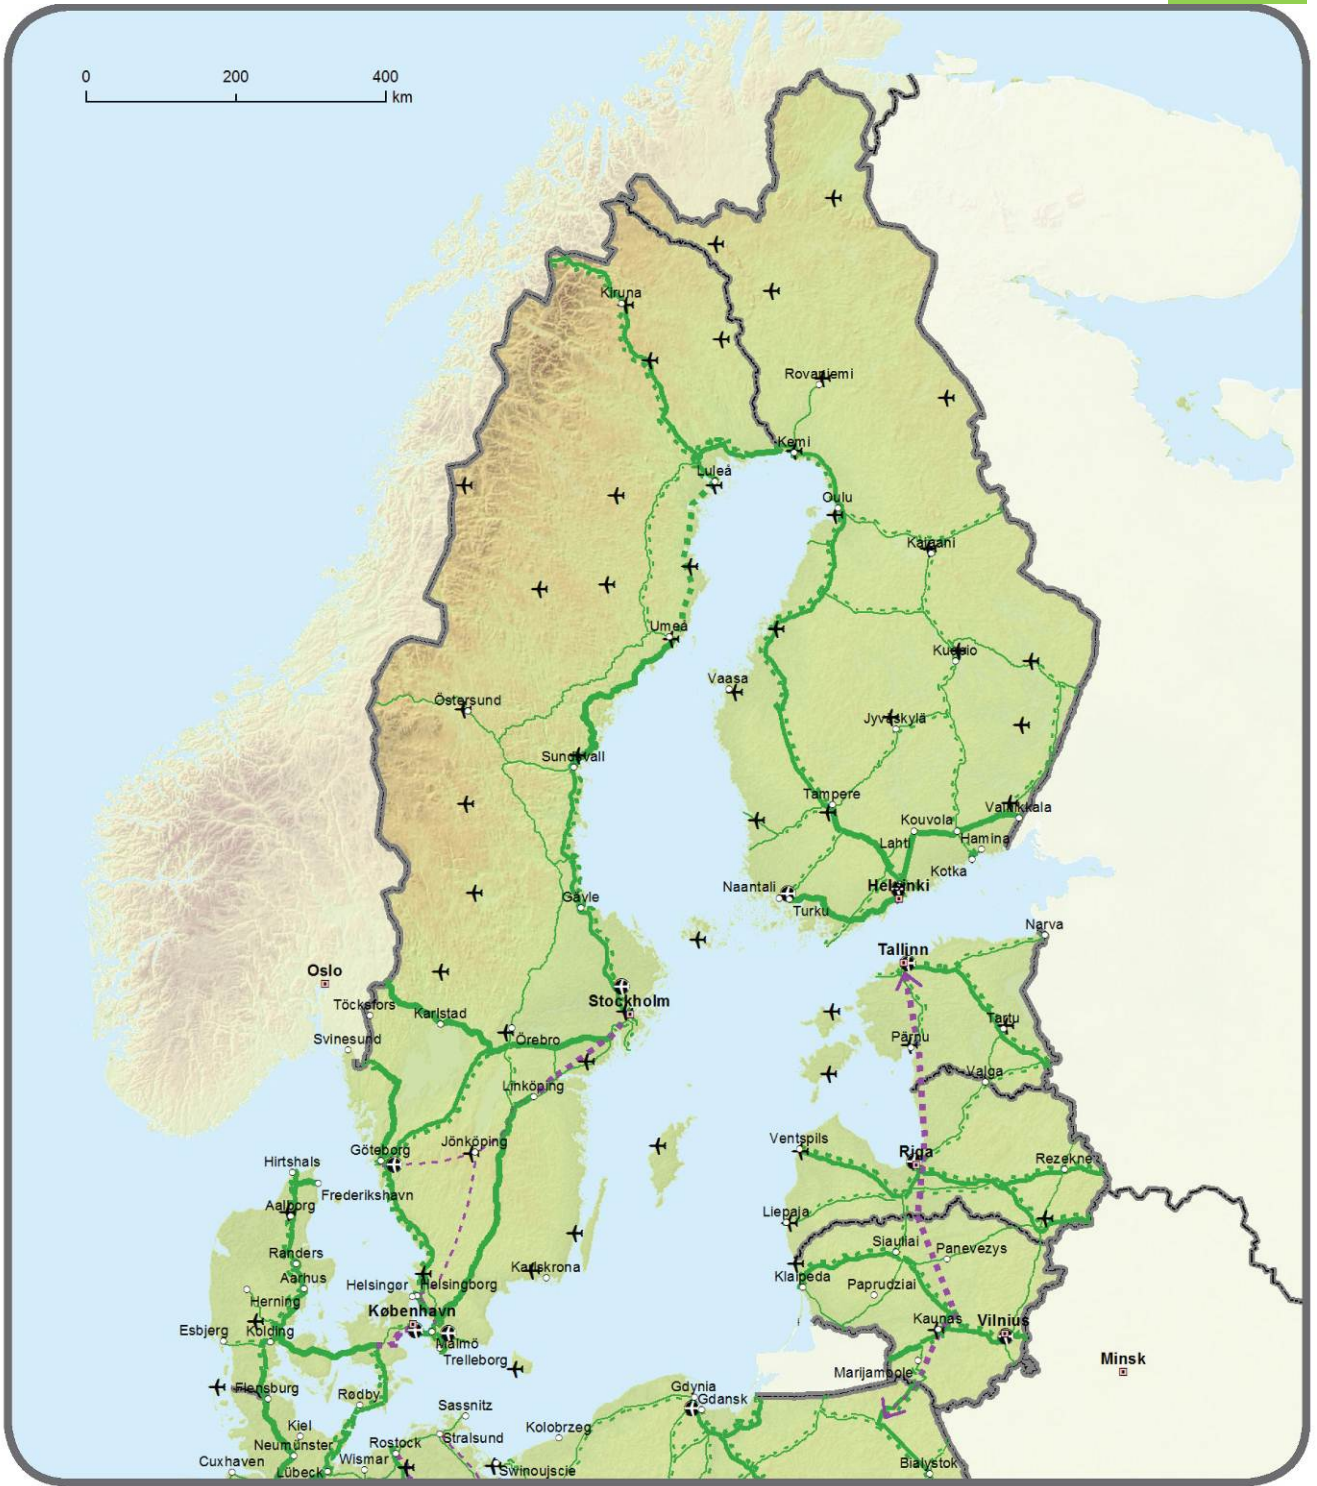 0 200 400
km
Kiruna
Rovaniemi
Kemi
Luleå
Oulu
Kajaani
Umeå
Kuopio
Vaasa
Östersund
Jyväskylä
Sundsvall
Tampere
Vainikkala
Kouvola
Hamina
Lahti
Kotka
Naantali
Helsinki
Gävle
Turku
Narva
Tallinn
Oslo
Stockholm
Töcksfors
Karlstad
Tartu
Svinesund
Örebro
Pärnu
Linköping
Valga
Ventspils
Göteborg
Jönköping
Riga
Rezekne
Hirtshals
Frederikshavn
Aalborg
Liepaja
Siauliai
Panevezys
Randers
Karlskrona
Aarhus
Helsingør
Helsingborg
Klaipeda
Paprudziai
Herning
København
Esbjerg
Kolding
Kaunas
Vilnius
Malmö
Trelleborg
Minsk
Marijampole
Flensburg
Rødby
Gdynia
Gdansk
Sassnitz
Kiel
Kolobrzeg
Stralsund
Neumünster
Rostock
Cuxhaven
Wismar
Lübeck
Swinoujscie
Bialystok